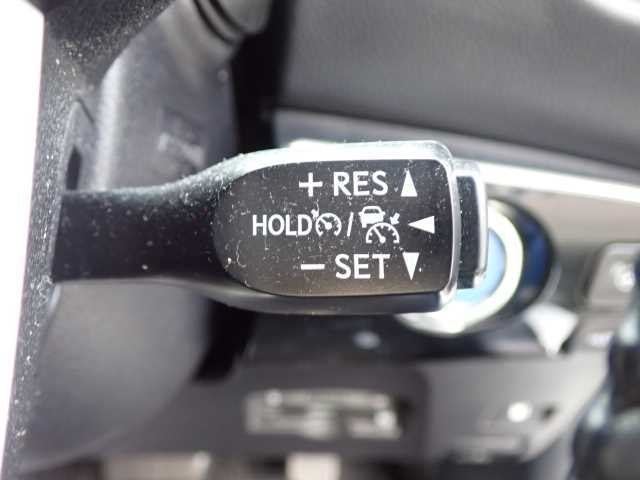 + RES ▲
HOLD / ◀
− SET ▼